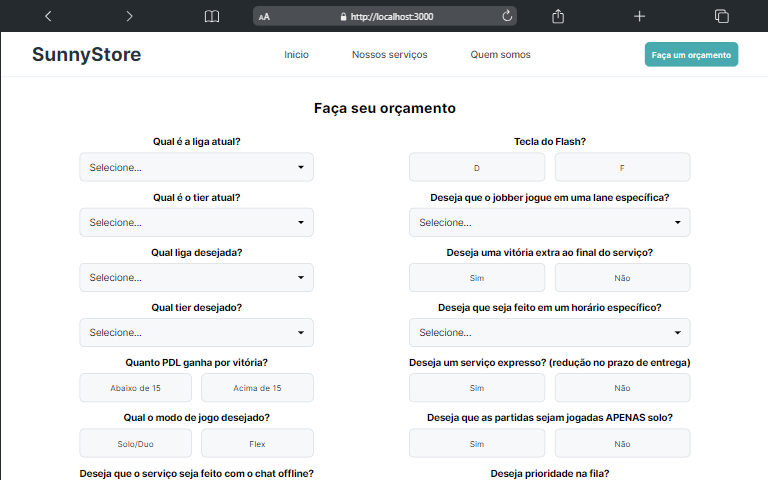 AA http://localhost:3000
SunnyStore
Inicio
Nossos serviços
Quem somos
Faça um orçamento
Faça seu orçamento
Qual é a liga atual?
Selecione...
Qual é o tier atual?
Selecione...
Qual liga desejada?
Selecione...
Qual tier desejado?
Selecione...
Quanto PDL ganha por vitória?
Abaixo de 15
Acima de 15
Qual o modo de jogo desejado?
Solo/Duo
Flex
Deseja que o serviço seja feito com o chat offline?
Tecla do Flash?
D
F
Deseja que o jobber jogue em uma lane específica?
Selecione...
Deseja uma vitória extra ao final do serviço?
Sim
Não
Deseja que seja feito em um horário específico?
Selecione...
Deseja um serviço expresso? (redução no prazo de entrega)
Sim
Não
Deseja que as partidas sejam jogadas APENAS solo?
Sim
Não
Deseja prioridade na fila?